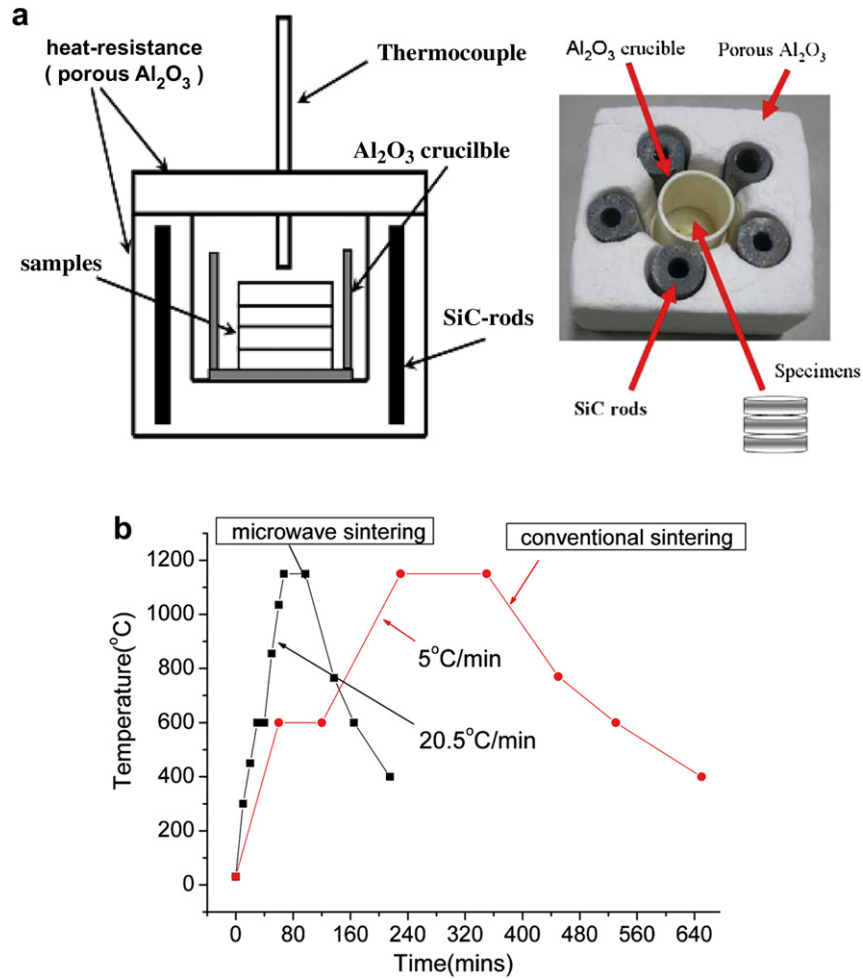 a
heat-resistance
( porous Al₂O₃ )
Thermocouple
Al₂O₃ crucilble
samples
SiC-rods
Al₂O₃ crucible
Porous Al₂O₃
Specimens
SiC rods
b
microwave sintering
conventional sintering
5°C/min
20.5°C/min
Temperature(°C)
1200
1000
800
600
400
200
0
0 80 160 240 320 400 480 560 640
Time(mins)